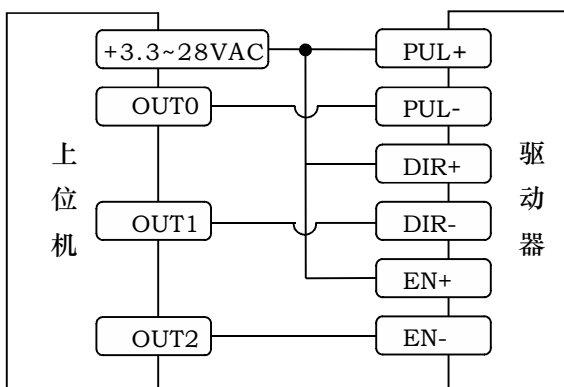 +3.3~28VAC
PUL+
OUT0
PUL-
上位机
DIR+
驱动器
OUT1
DIR-
EN+
OUT2
EN-